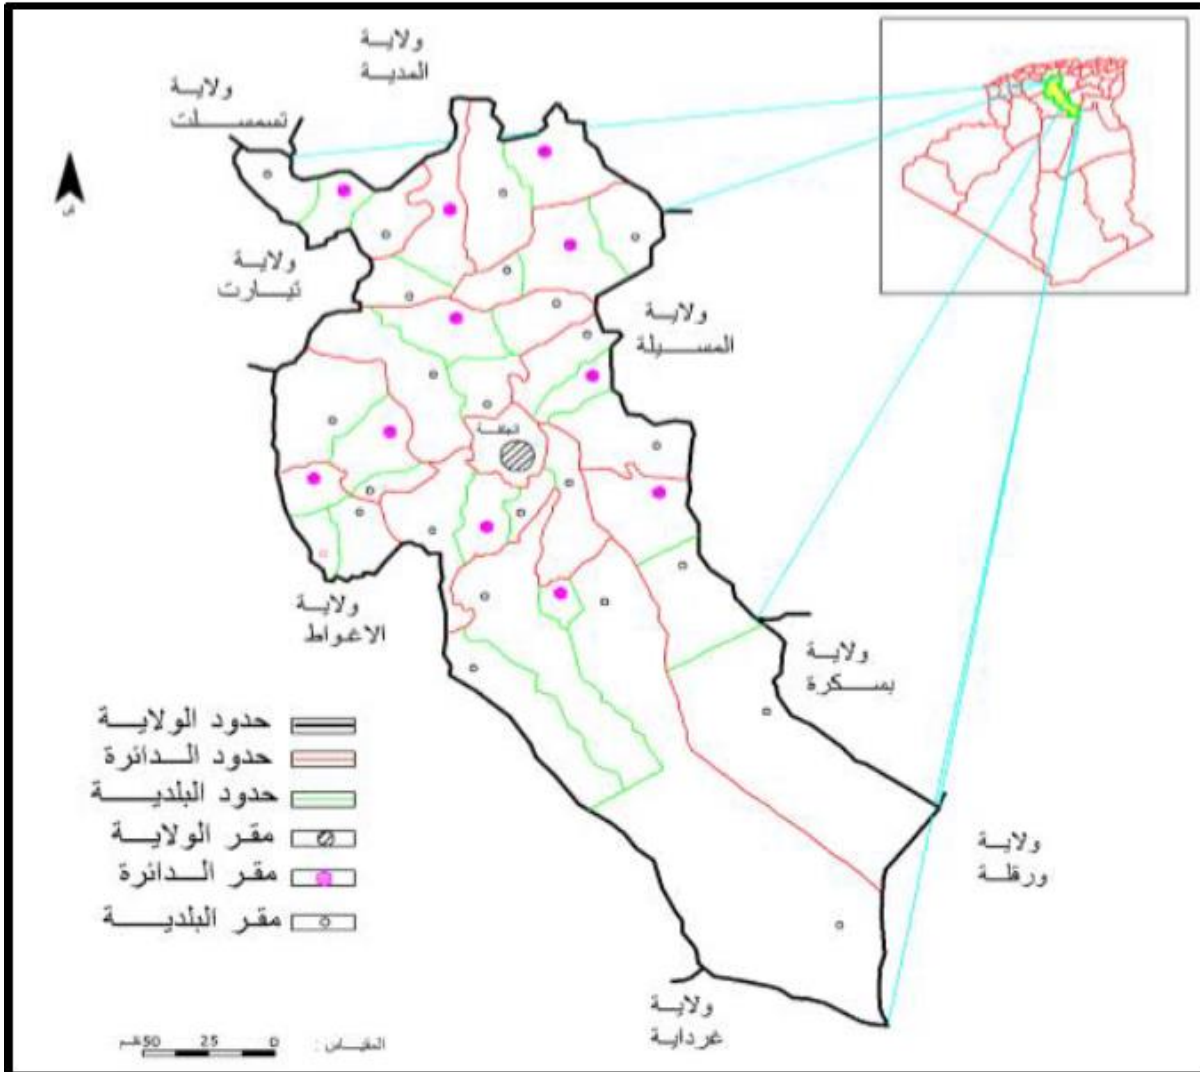 ولاية
المدية
ولاية
تسمسلت
ولاية
تيارت
ولاية
المسيلة
الجلفة
ولاية
الاغواط
ولاية
بسكرة
ولاية
ورقلة
ولاية
غرداية
حدود الولاية
حدود الدائرة
حدود البلدية
مقر الولاية
مقر الدائرة
مقر البلدية
المقياس :
0 25 50كلم